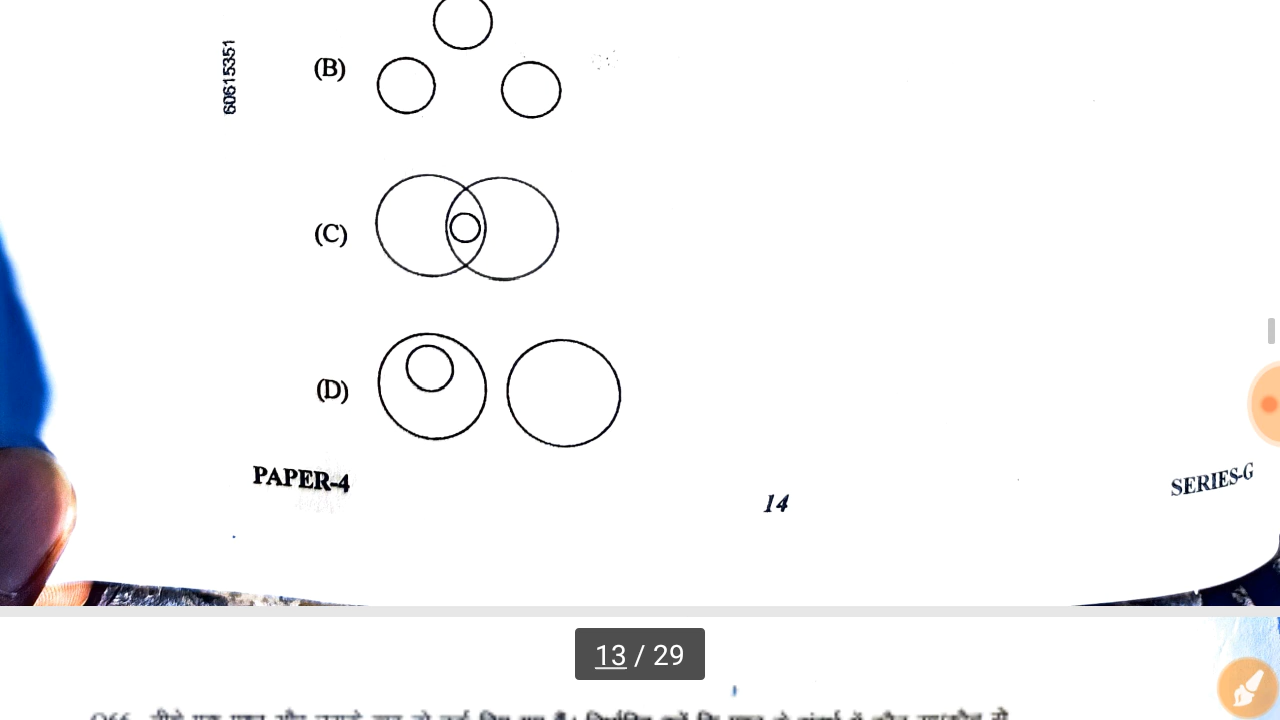 60615351
(B)
(C)
(D)
PAPER-4
14
SERIES-G
13 / 29